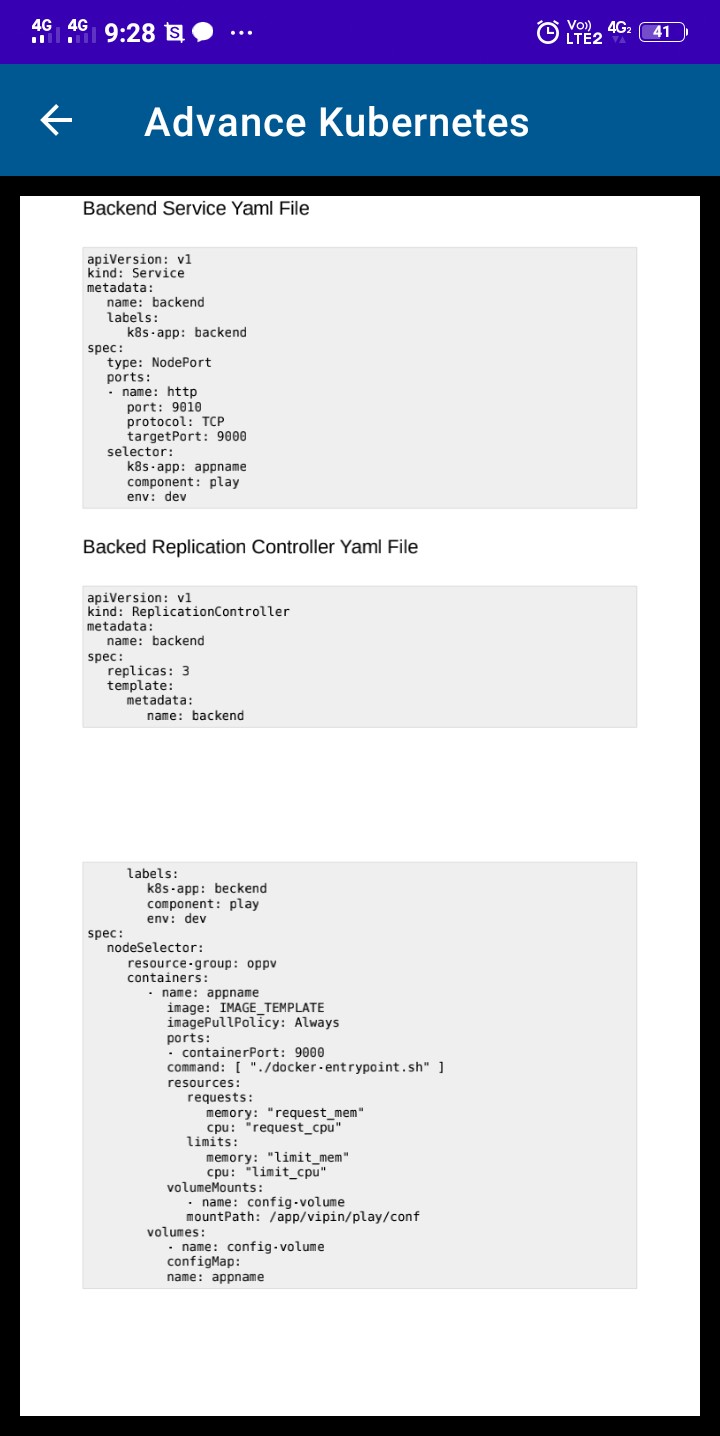 4G 4G 9:28 S ... Vo)) LTE2 4G2 41
Advance Kubernetes
Backend Service Yaml File
apiVersion: v1
kind: Service
metadata:
name: backend
labels:
k8s-app: backend
spec:
type: NodePort
ports:
- name: http
port: 9010
protocol: TCP
targetPort: 9000
selector:
k8s-app: appname
component: play
env: dev
Backed Replication Controller Yaml File
apiVersion: v1
kind: ReplicationController
metadata:
name: backend
spec:
replicas: 3
template:
metadata:
name: backend
labels:
k8s-app: beckend
component: play
env: dev
spec:
nodeSelector:
resource-group: oppv
containers:
- name: appname
image: IMAGE_TEMPLATE
imagePullPolicy: Always
ports:
- containerPort: 9000
command: [ "./docker-entrypoint.sh" ]
resources:
requests:
memory: "request_mem"
cpu: "request_cpu"
limits:
memory: "limit_mem"
cpu: "limit_cpu"
volumeMounts:
- name: config-volume
mountPath: /app/vipin/play/conf
volumes:
- name: config-volume
configMap:
name: appname